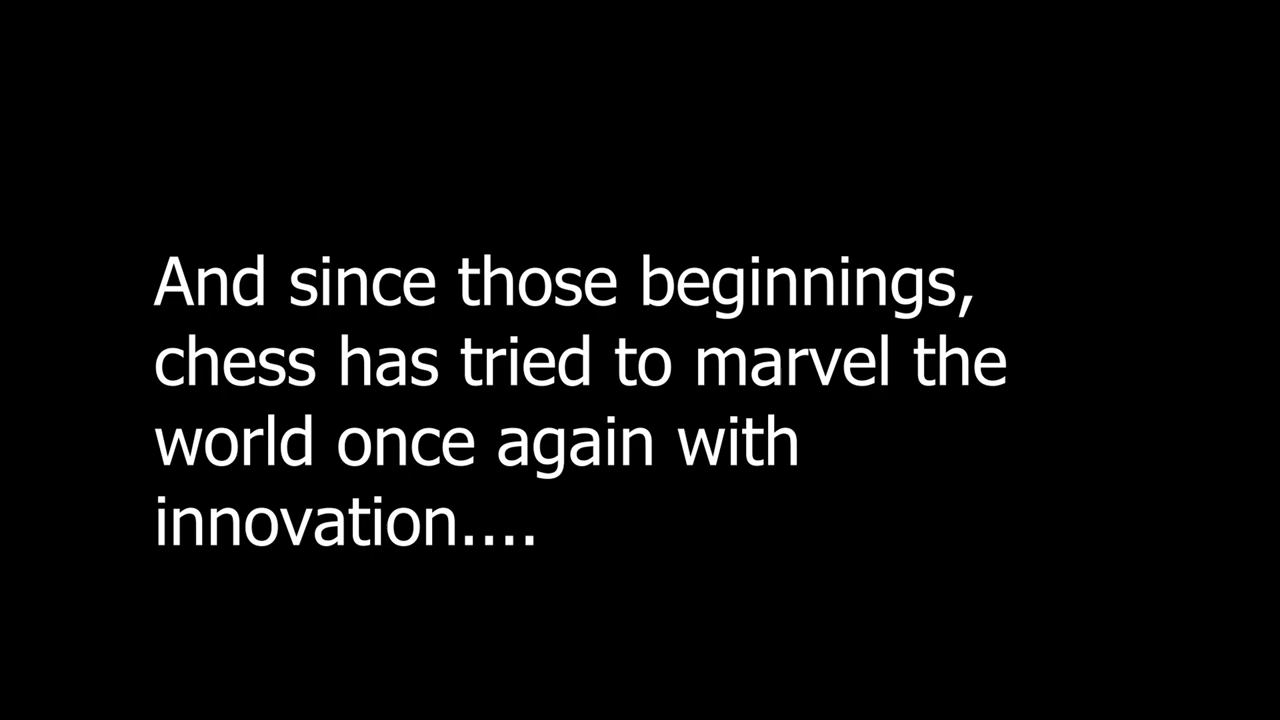 And since those beginnings,
chess has tried to marvel the
world once again with
innovation....